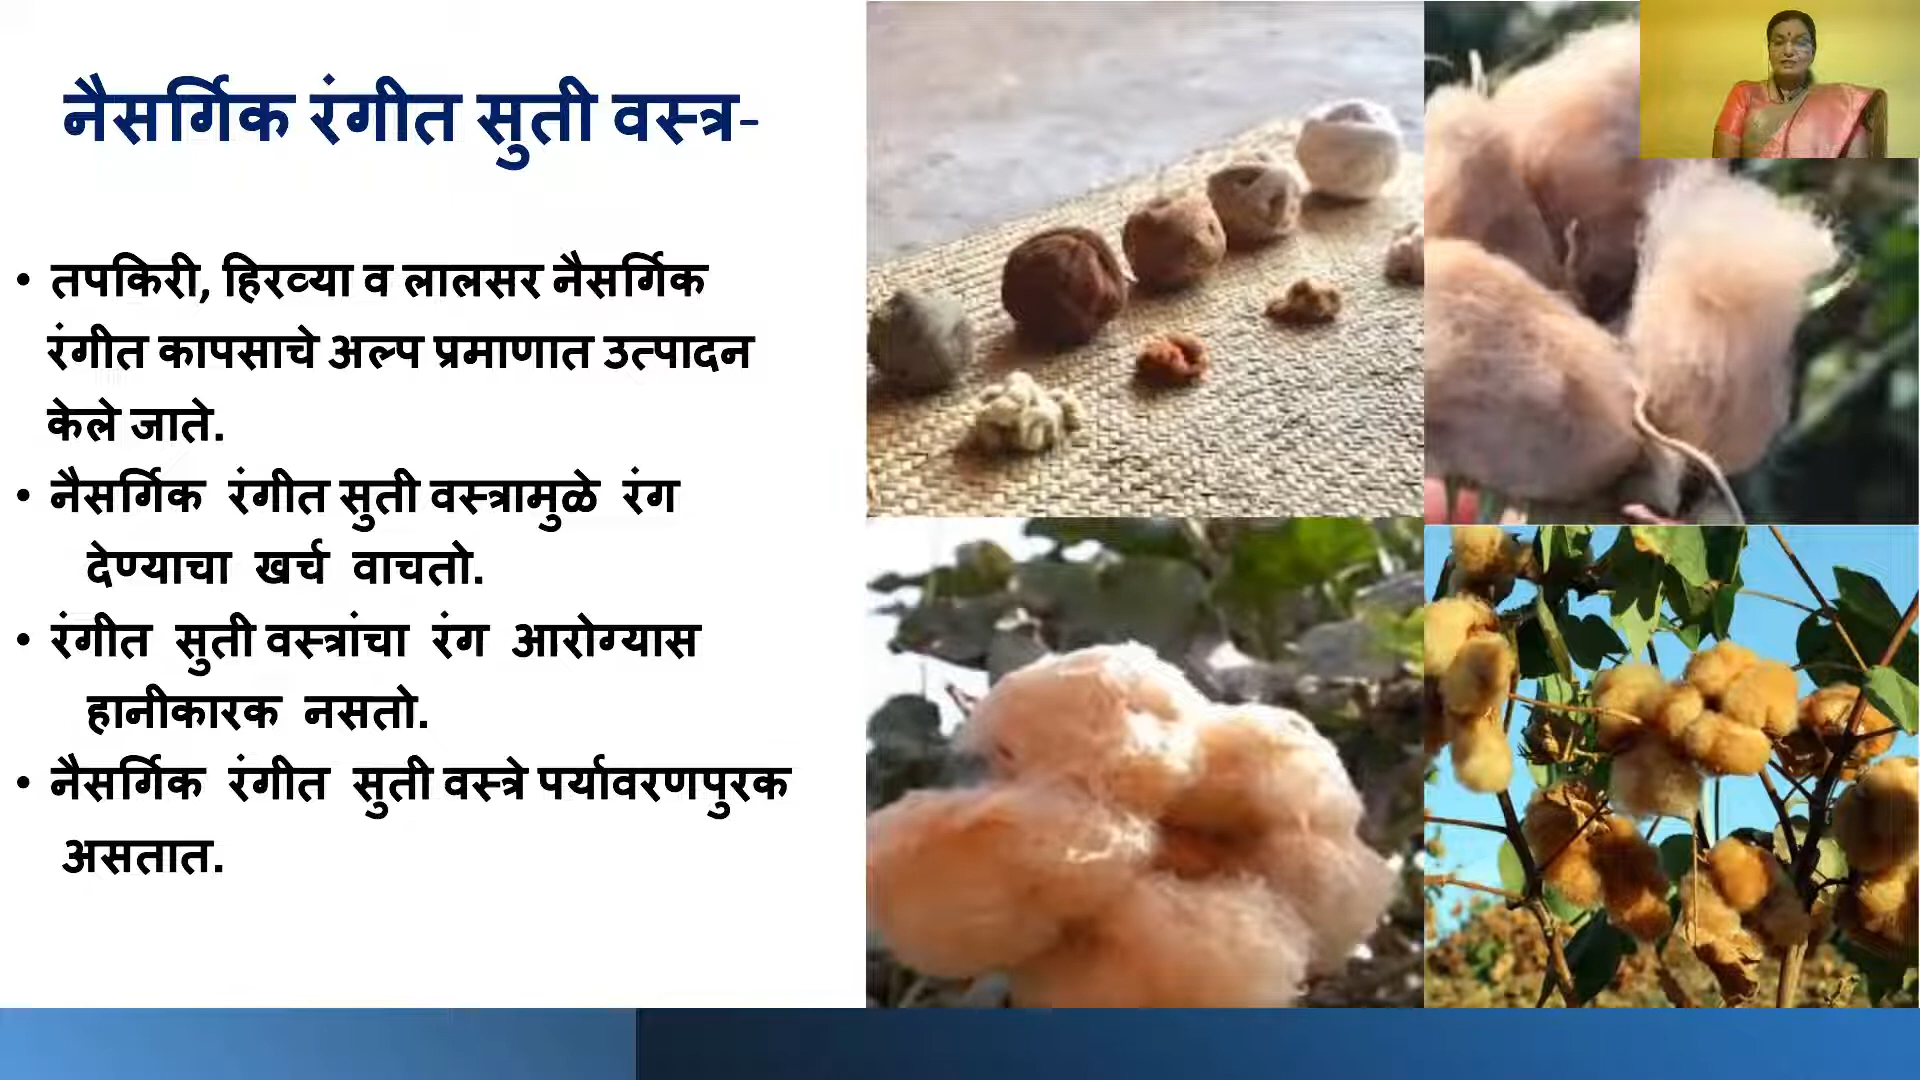 नैसर्गिक रंगीत सुती वस्त्र-
• तपकिरी, हिरव्या व लालसर नैसर्गिक
रंगीत कापसाचे अल्प प्रमाणात उत्पादन
केले जाते.
• नैसर्गिक रंगीत सुती वस्त्रामुळे रंग
देण्याचा खर्च वाचतो.
• रंगीत सुती वस्त्रांचा रंग आरोग्यास
हानीकारक नसतो.
• नैसर्गिक रंगीत सुती वस्त्रे पर्यावरणपुरक
असतात.